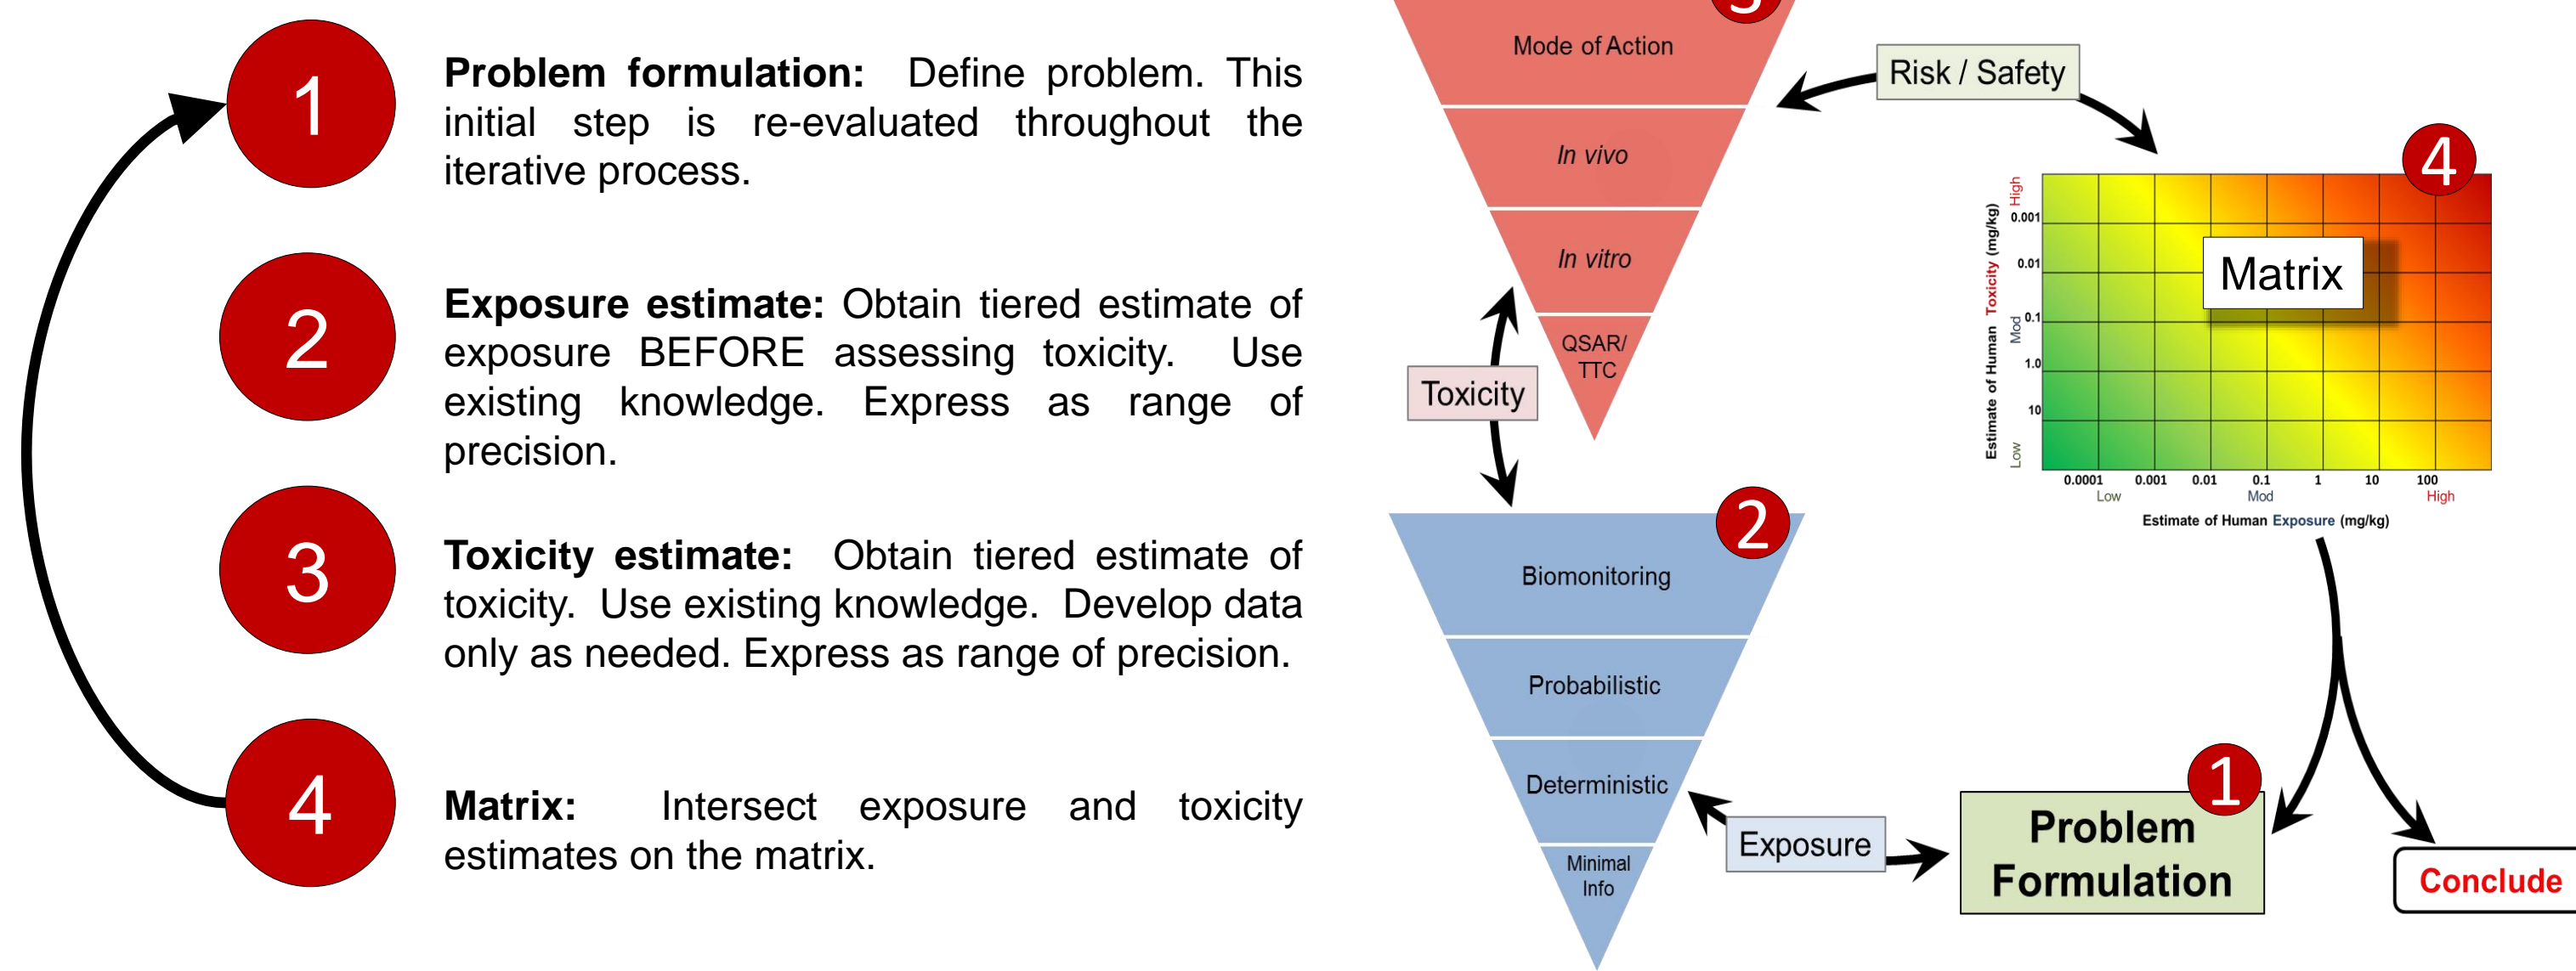 1
Problem formulation: Define problem. This
initial step is re-evaluated throughout the
iterative process.
2
Exposure estimate: Obtain tiered estimate of
exposure BEFORE assessing toxicity. Use
existing knowledge. Express as range of
precision.
3
Toxicity estimate: Obtain tiered estimate of
toxicity. Use existing knowledge. Develop data
only as needed. Express as range of precision.
4
Matrix: Intersect exposure and toxicity
estimates on the matrix.
3
Mode of Action
In vivo
In vitro
QSAR/
TTC
Toxicity
2
Biomonitoring
Probabilistic
Deterministic
Minimal
Info
Exposure
Risk / Safety
4
Matrix
Estimate of Human Toxicity (mg/kg)
High
Mod
Low
0.001
0.01
0.1
1.0
10
0.0001 0.001 0.01 0.1 1 10 100
Low Mod High
Estimate of Human Exposure (mg/kg)
1
Problem
Formulation
Conclude